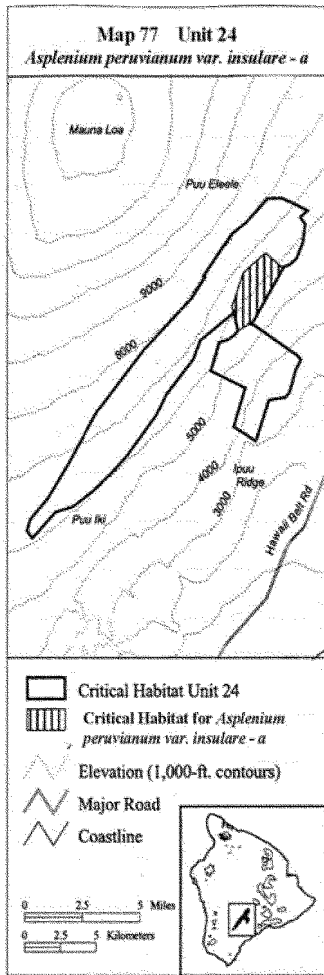 Map 77 Unit 24
Asplenium peruvianum var. insulare - a
Mauna Loa
Puu Eleele
9000
8000
5000
4000
3000
Ipuu
Ridge
Puu Iki
Hawaii Belt Rd
Critical Habitat Unit 24
Critical Habitat for Asplenium
peruvianum var. insulare - a
Elevation (1,000-ft. contours)
Major Road
Coastline
0 2.5 5 Miles
0 2.5 5 Kilometers